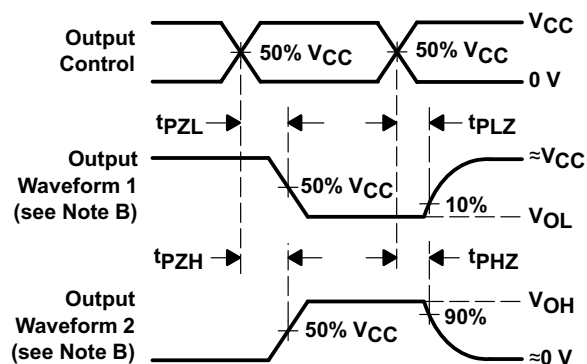 Output
Control
50% VCC
50% VCC
VCC
0 V
tPZL
tPLZ
Output
Waveform 1
(see Note B)
50% VCC
10%
≈VCC
VOL
tPZH
tPHZ
Output
Waveform 2
(see Note B)
50% VCC
90%
VOH
≈0 V